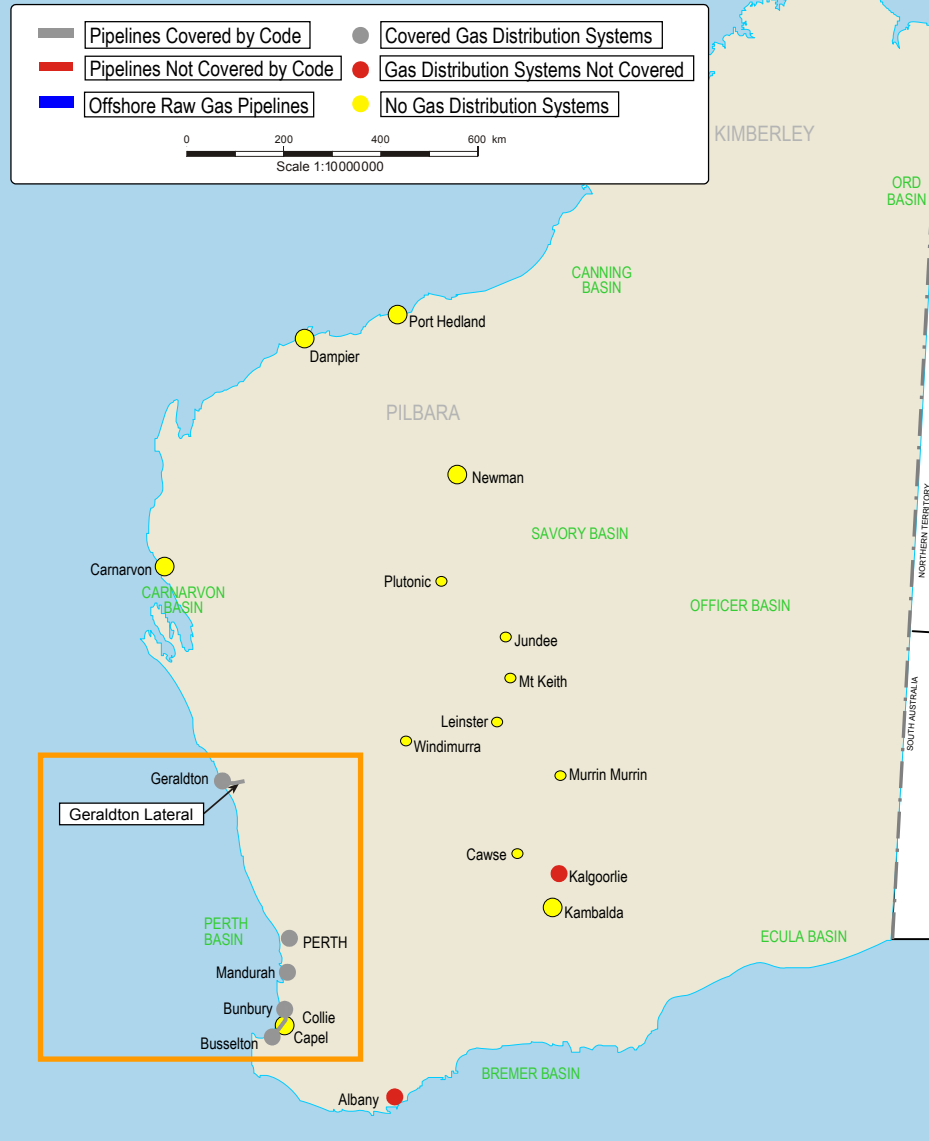 Pipelines Covered by Code
Covered Gas Distribution Systems
Pipelines Not Covered by Code
Gas Distribution Systems Not Covered
Offshore Raw Gas Pipelines
No Gas Distribution Systems
0 200 400 600 km
Scale 1:10000000
KIMBERLEY
ORD
BASIN
CANNING
BASIN
Port Hedland
Dampier
PILBARA
Newman
NORTHERN TERRITORY
SAVORY BASIN
Carnarvon
Plutonic
CARNARVON
BASIN
OFFICER BASIN
Jundee
Mt Keith
SOUTH AUSTRALIA
Leinster
Windimurra
Geraldton
Murrin Murrin
Geraldton Lateral
Cawse
Kalgoorlie
Kambalda
PERTH
BASIN
PERTH
ECULA BASIN
Mandurah
Bunbury
Collie
Capel
Busselton
BREMER BASIN
Albany